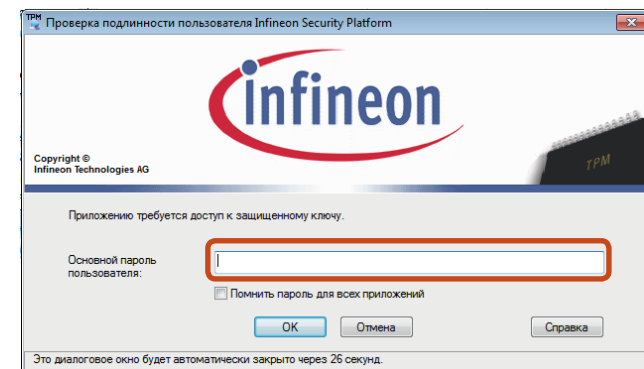 TPM Проверка подлинности пользователя Infineon Security Platform
infineon
Copyright ©
Infineon Technologies AG
TPM
Приложению требуется доступ к защищенному ключу.
Основной пароль
пользователя:
Помнить пароль для всех приложений
OK Отмена Справка
Это диалоговое окно будет автоматически закрыто через 26 секунд.